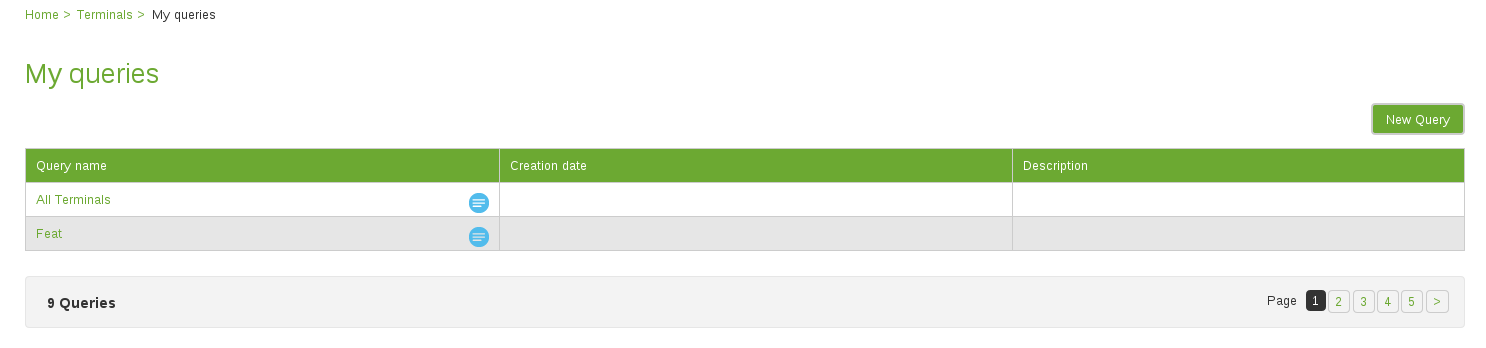 Home > Terminals > My queries
My queries
New Query
Query name Creation date Description
All Terminals
Feat
9 Queries Page 1 2 3 4 5 >